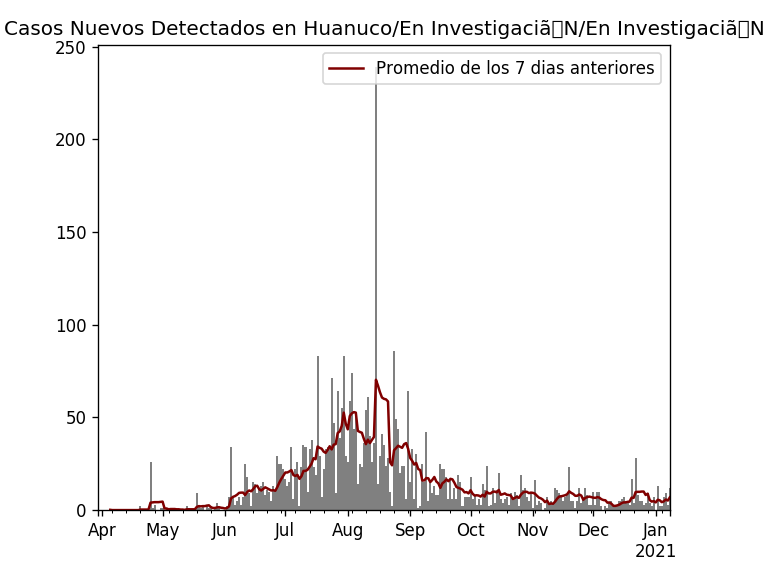 Casos Nuevos Detectados en Huanuco/En Investigaciã▯N/En Investigaciã▯N
250
Promedio de los 7 dias anteriores
200
150
100
50
0
Apr May Jun Jul Aug Sep Oct Nov Dec Jan
2021